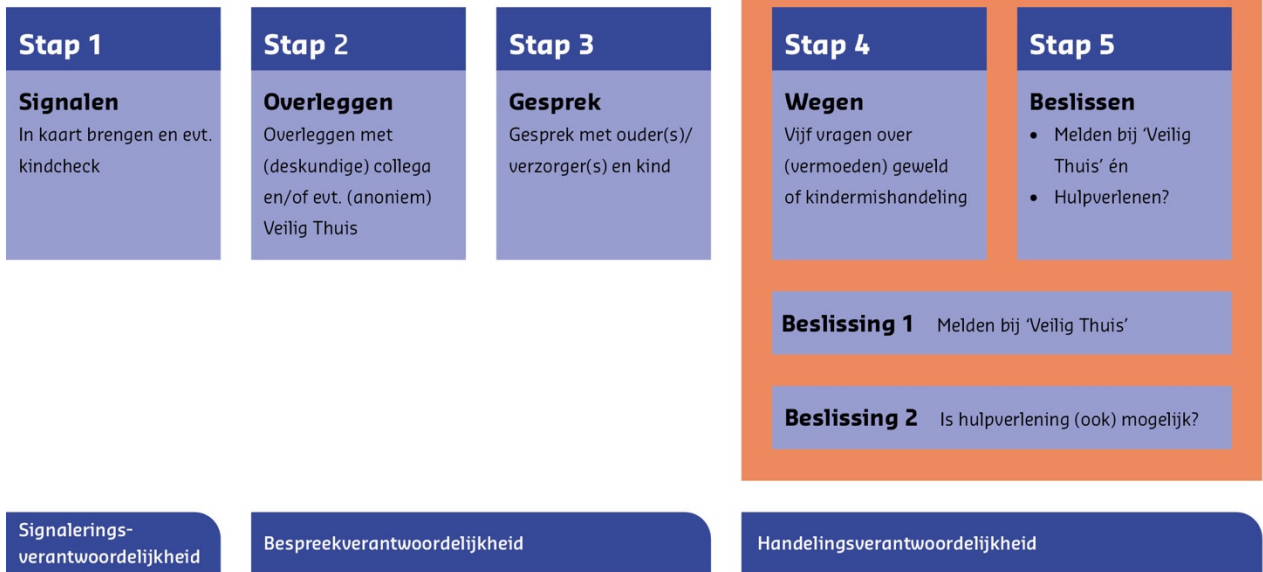 Stap 1
Signalen
In kaart brengen en evt.
kindcheck
Stap 2
Overleggen
Overleggen met
(deskundige) collega
en/of evt. (anoniem)
Veilig Thuis
Stap 3
Gesprek
Gesprek met ouder(s)/
verzorger(s) en kind
Stap 4
Wegen
Vijf vragen over
(vermoeden) geweld
of kindermishandeling
Stap 5
Beslissen
• Melden bij ‘Veilig
Thuis’ én
• Hulpverlenen?
Beslissing 1 Melden bij ‘Veilig Thuis’
Beslissing 2 Is hulpverlening (ook) mogelijk?
Signalerings-
verantwoordelijkheid
Bespreekverantwoordelijkheid
Handelingsverantwoordelijkheid